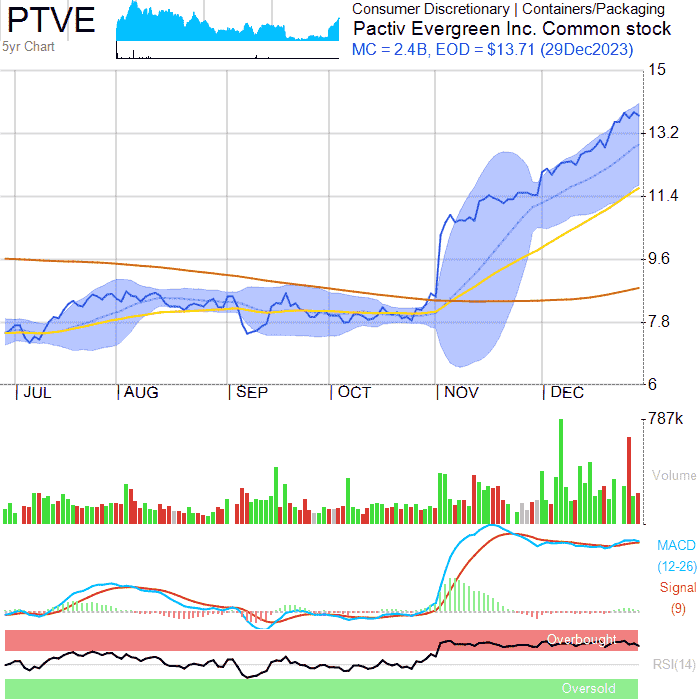 PTVE
5yr Chart
Consumer Discretionary | Containers/Packaging
Pactiv Evergreen Inc. Common stock
MC = 2.4B, EOD = $13.71 (29Dec2023)
15
13.2
11.4
9.6
7.8
6
JUL AUG SEP OCT NOV DEC
787k
Volume
MACD
(12-26)
Signal
(9)
Overbought
RSI(14)
Oversold